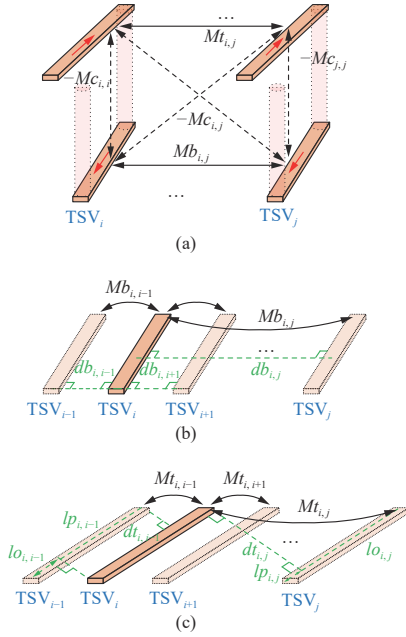 ...
Mt_{i,j}
−Mc_{i,i}
−Mc_{j,j}
−Mc_{i,j}
Mb_{i,j}
...
TSV_i
TSV_j
(a)
Mb_{i,i−1}
Mb_{i,j}
...
db_{i,i−1}
db_{i,i+1}
db_{i,j}
TSV_{i−1}
TSV_i
TSV_{i+1}
TSV_j
(b)
Mt_{i,i−1}
Mt_{i,i+1}
Mt_{i,j}
lp_{i,i−1}
dt_{i,i−1}
...
lo_{i,i−1}
dt_{i,j}
lo_{i,j}
lp_{i,j}
TSV_{i−1}
TSV_i
TSV_{i+1}
TSV_j
(c)